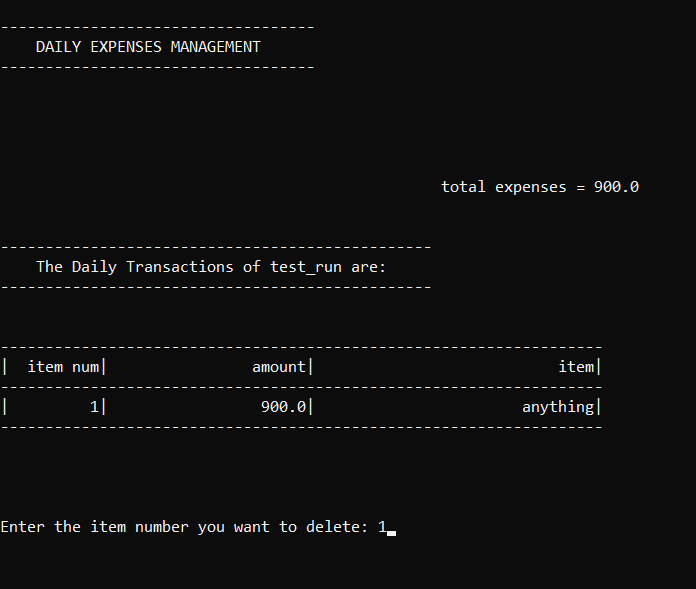 -----------------------------------
DAILY EXPENSES MANAGEMENT
-----------------------------------
total expenses = 900.0
------------------------------------------------
The Daily Transactions of test_run are:
------------------------------------------------
-------------------------------------------------------------------
|  item num|                amount|                           item|
-------------------------------------------------------------------
|         1|                 900.0|                       anything|
-------------------------------------------------------------------
Enter the item number you want to delete: 1